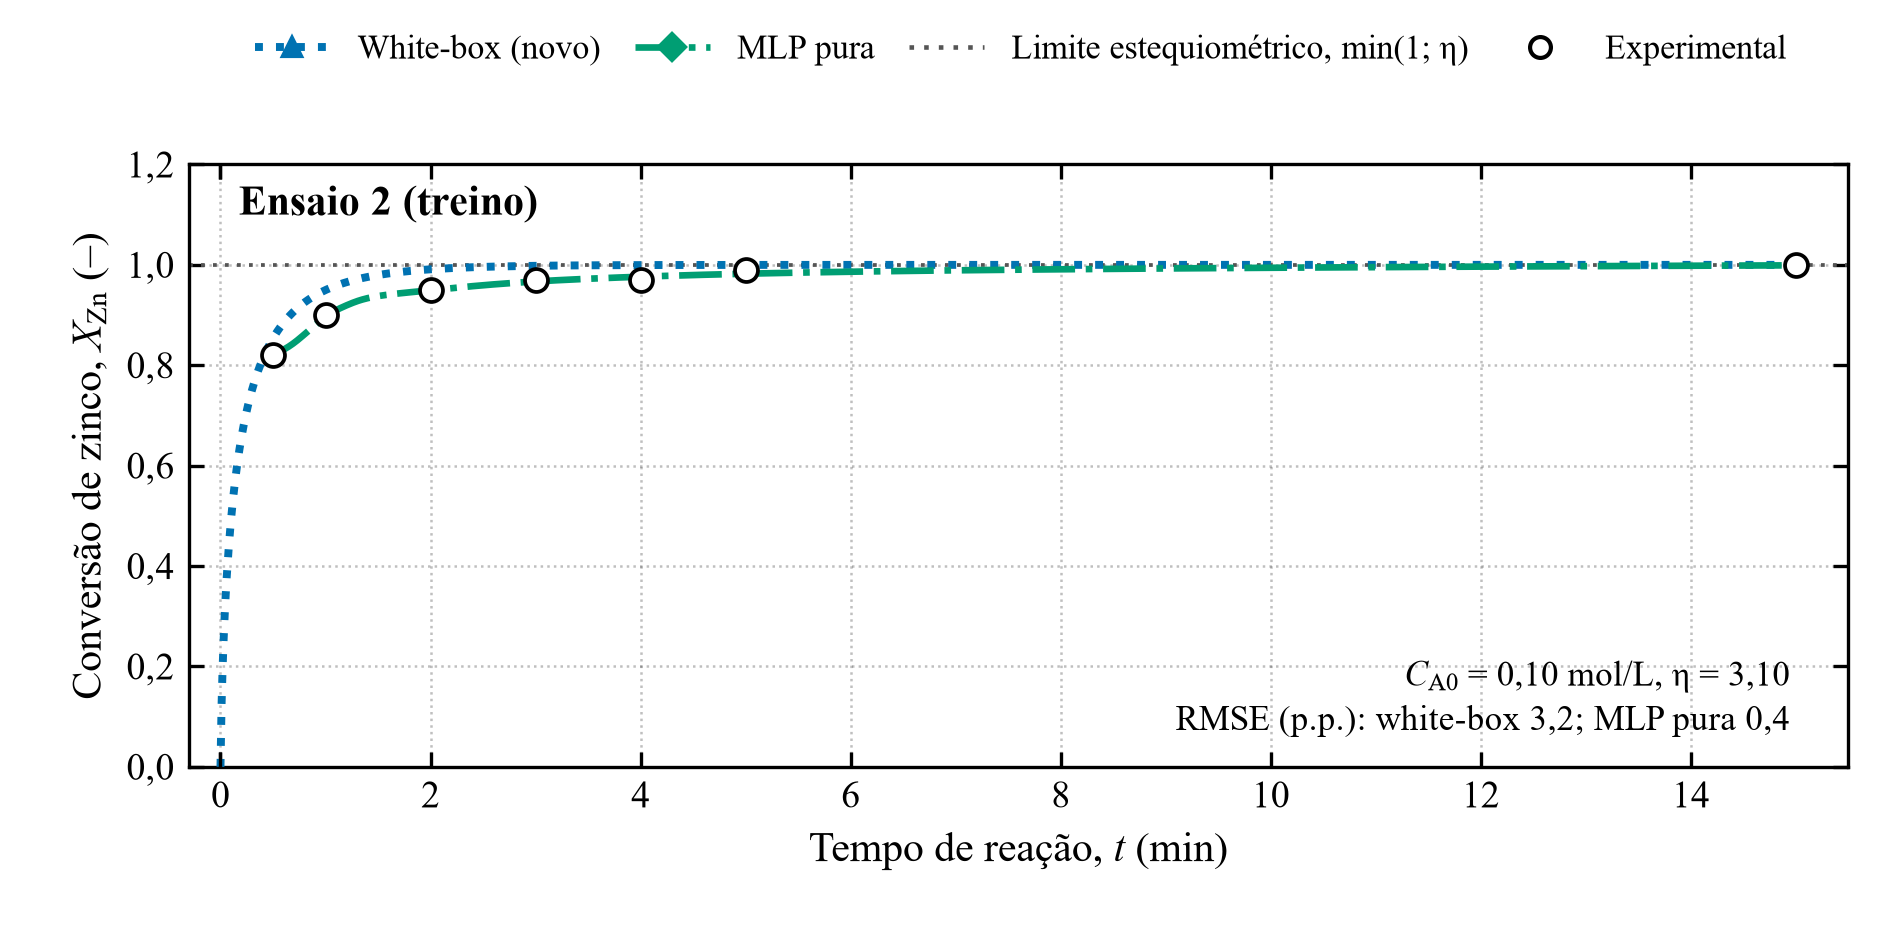 White-box (novo) MLP pura Limite estequiométrico, min(1; η) Experimental
Ensaio 2 (treino)
Conversão de zinco, XZn (−)
1,2
1,0
0,8
0,6
0,4
0,2
0,0
CA0 = 0,10 mol/L, η = 3,10
RMSE (p.p.): white-box 3,2; MLP pura 0,4
0 2 4 6 8 10 12 14
Tempo de reação, t (min)